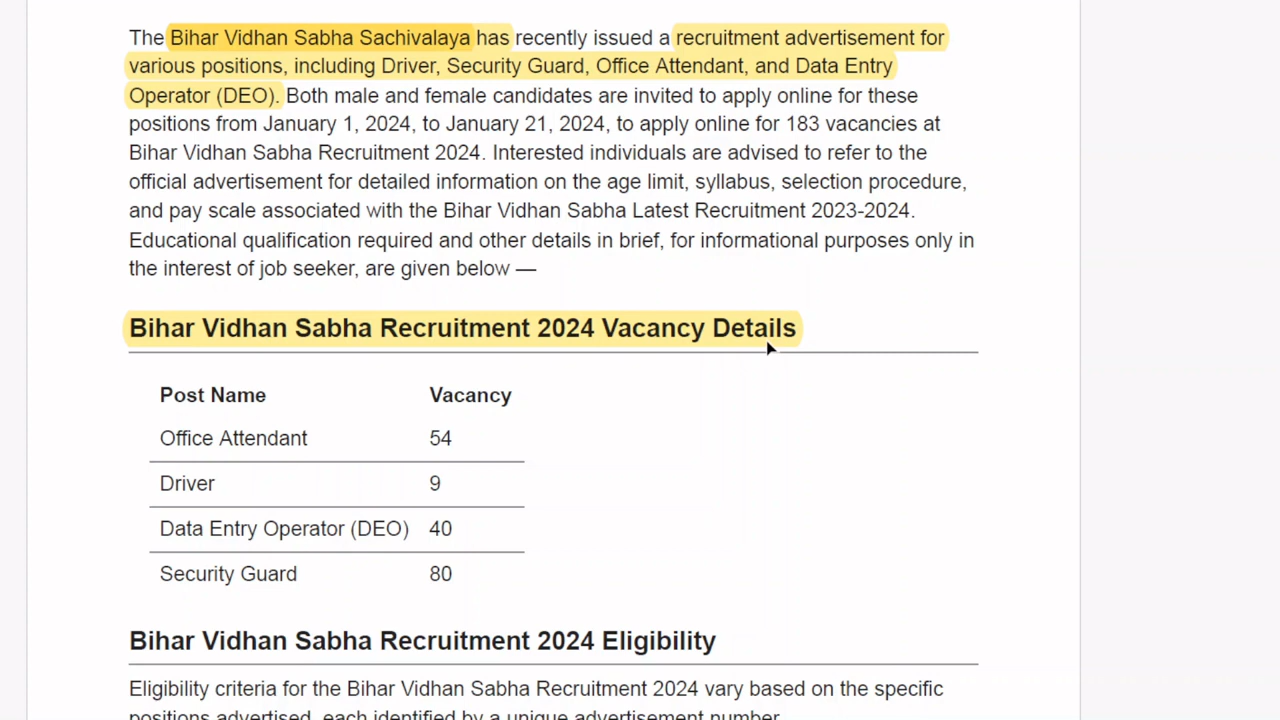 The Bihar Vidhan Sabha Sachivalaya has recently issued a recruitment advertisement for
various positions, including Driver, Security Guard, Office Attendant, and Data Entry
Operator (DEO). Both male and female candidates are invited to apply online for these
positions from January 1, 2024, to January 21, 2024, to apply online for 183 vacancies at
Bihar Vidhan Sabha Recruitment 2024. Interested individuals are advised to refer to the
official advertisement for detailed information on the age limit, syllabus, selection procedure,
and pay scale associated with the Bihar Vidhan Sabha Latest Recruitment 2023-2024.
Educational qualification required and other details in brief, for informational purposes only in
the interest of job seeker, are given below —
Bihar Vidhan Sabha Recruitment 2024 Vacancy Details
Post Name Vacancy
Office Attendant 54
Driver 9
Data Entry Operator (DEO) 40
Security Guard 80
Bihar Vidhan Sabha Recruitment 2024 Eligibility
Eligibility criteria for the Bihar Vidhan Sabha Recruitment 2024 vary based on the specific
positions advertised, each identified by a unique advertisement number